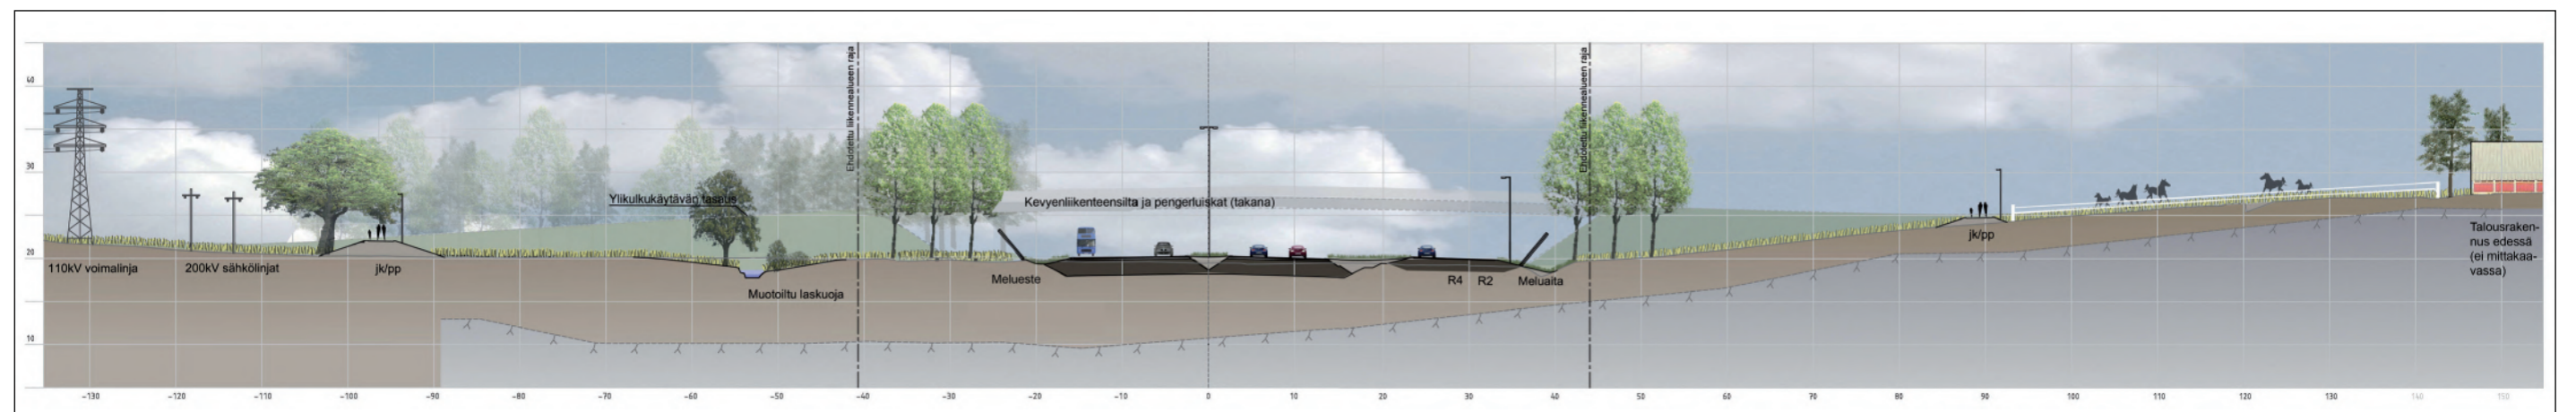 40
30
20
10
Ehdotettu liikennealueen raja
Ehdotettu liikennealueen raja
Ylikulkukäytävän tasaus
Kevyenliikenteensilta ja pengerluiskat (takana)
110kV voimalinja
200kV sähkölinjat
jk/pp
Muotoiltu laskuoja
Melueste
R4
R2
Meluaita
jk/pp
Talousraken-
nus edessä
(ei mittakaa-
vassa)
-130 -120 -110 -100 -90 -80 -70 -60 -50 -40 -30 -20 -10 0 10 20 30 40 50 60 70 80 90 100 110 120 130 140 150